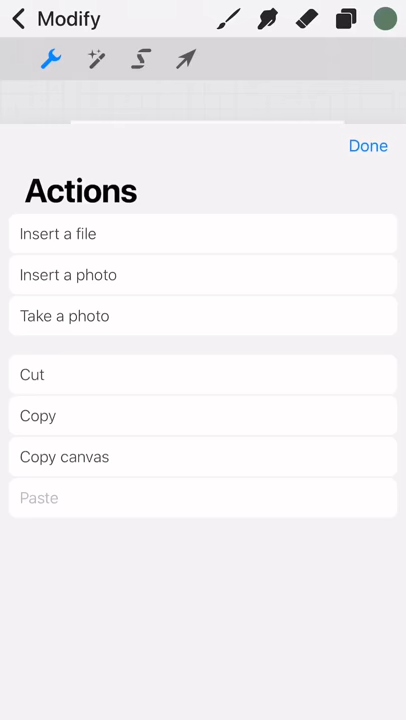 Modify
Done
Actions
Insert a file
Insert a photo
Take a photo
Cut
Copy
Copy canvas
Paste